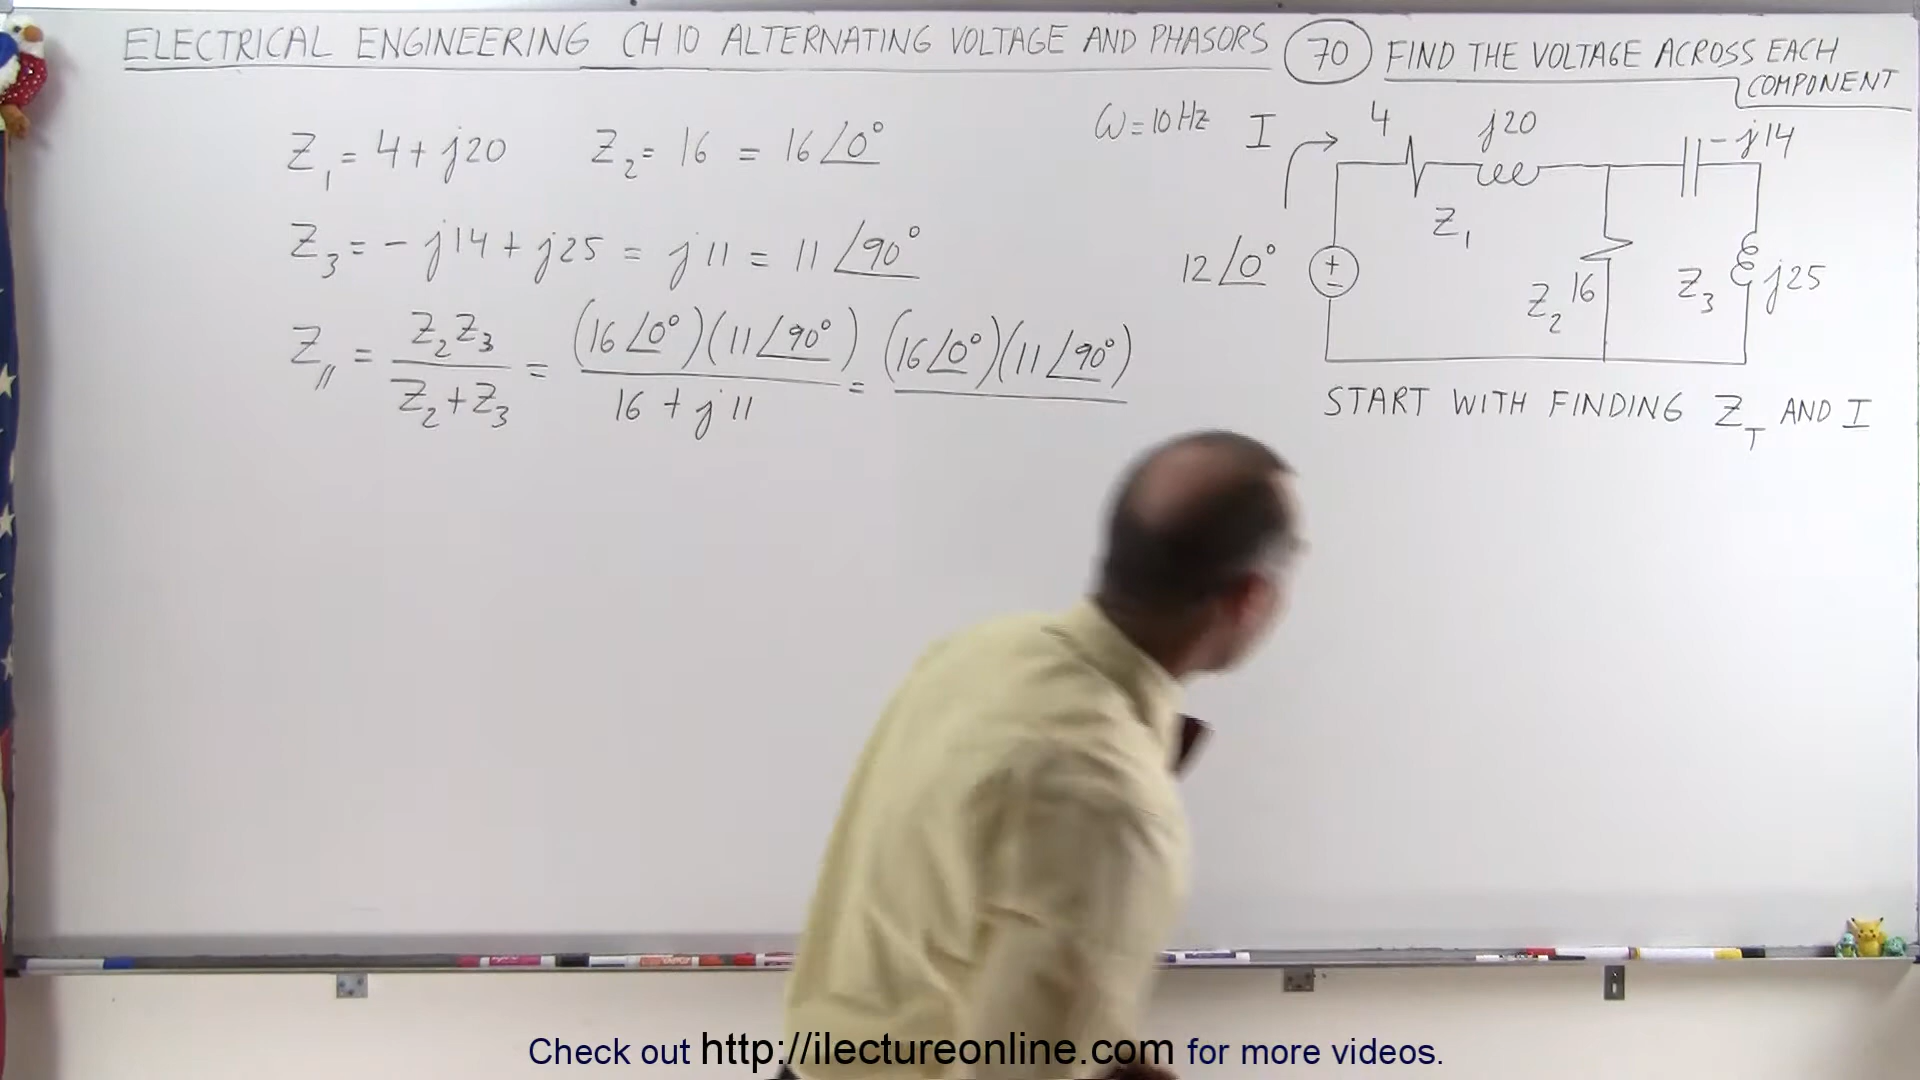 ELECTRICAL ENGINEERING CH 10 ALTERNATING VOLTAGE AND PHASORS (70) FIND THE VOLTAGE ACROSS EACH
COMPONENT
Z₁ = 4 + j20 Z₂ = 16 = 16∠0°
Z₃ = -j14 + j25 = j11 = 11∠90°
Z∥ = Z₂Z₃ / (Z₂+Z₃) = (16∠0°)(11∠90°) / (16 + j11) = (16∠0°)(11∠90°)
ω = 10 Hz I 4 j20 -j14
Z₁
12∠0° + - Z₂ 16 Z₃ j25
START WITH FINDING Z_T AND I
Check out http://ilectureonline.com for more videos.